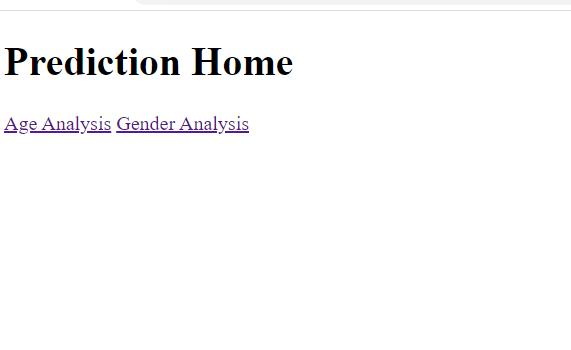 Prediction Home
Age Analysis Gender Analysis